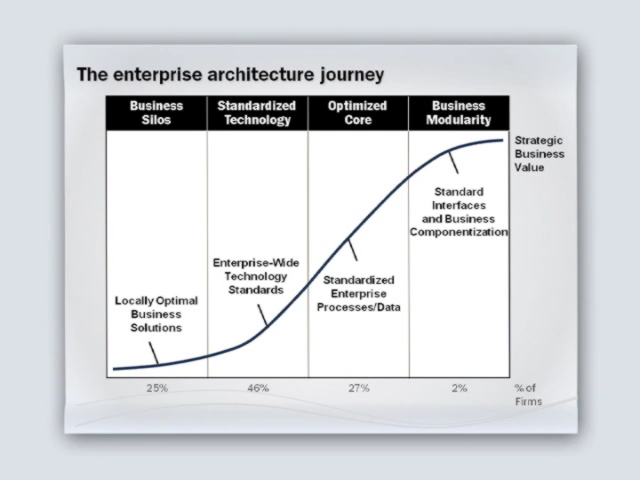 The enterprise architecture journey
Business
Silos
Standardized
Technology
Optimized
Core
Business
Modularity
Strategic
Business
Value
Standard
Interfaces
and Business
Componentization
Enterprise-Wide
Technology
Standards
Standardized
Enterprise
Processes/Data
Locally Optimal
Business
Solutions
25%
46%
27%
2%
% of
Firms